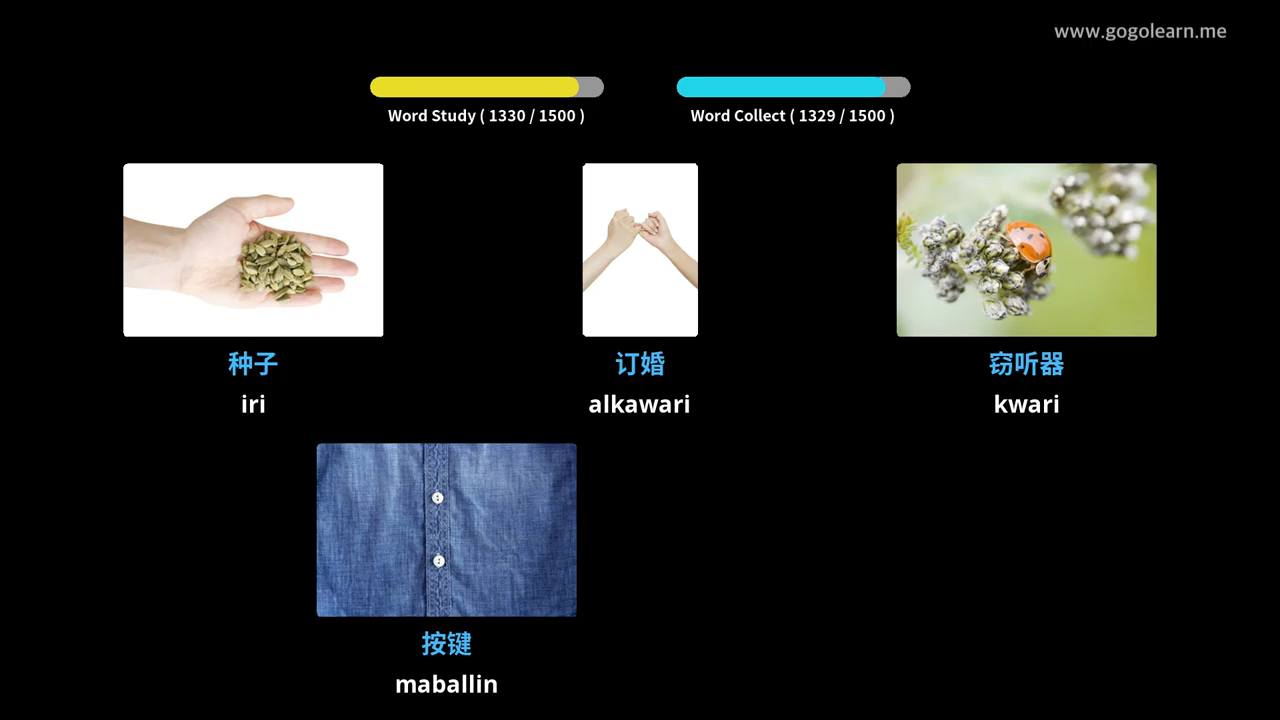 www.gogolearn.me
Word Study ( 1330 / 1500 )
Word Collect ( 1329 / 1500 )
种子
iri
订婚
alkawari
窃听器
kwari
按键
maballin